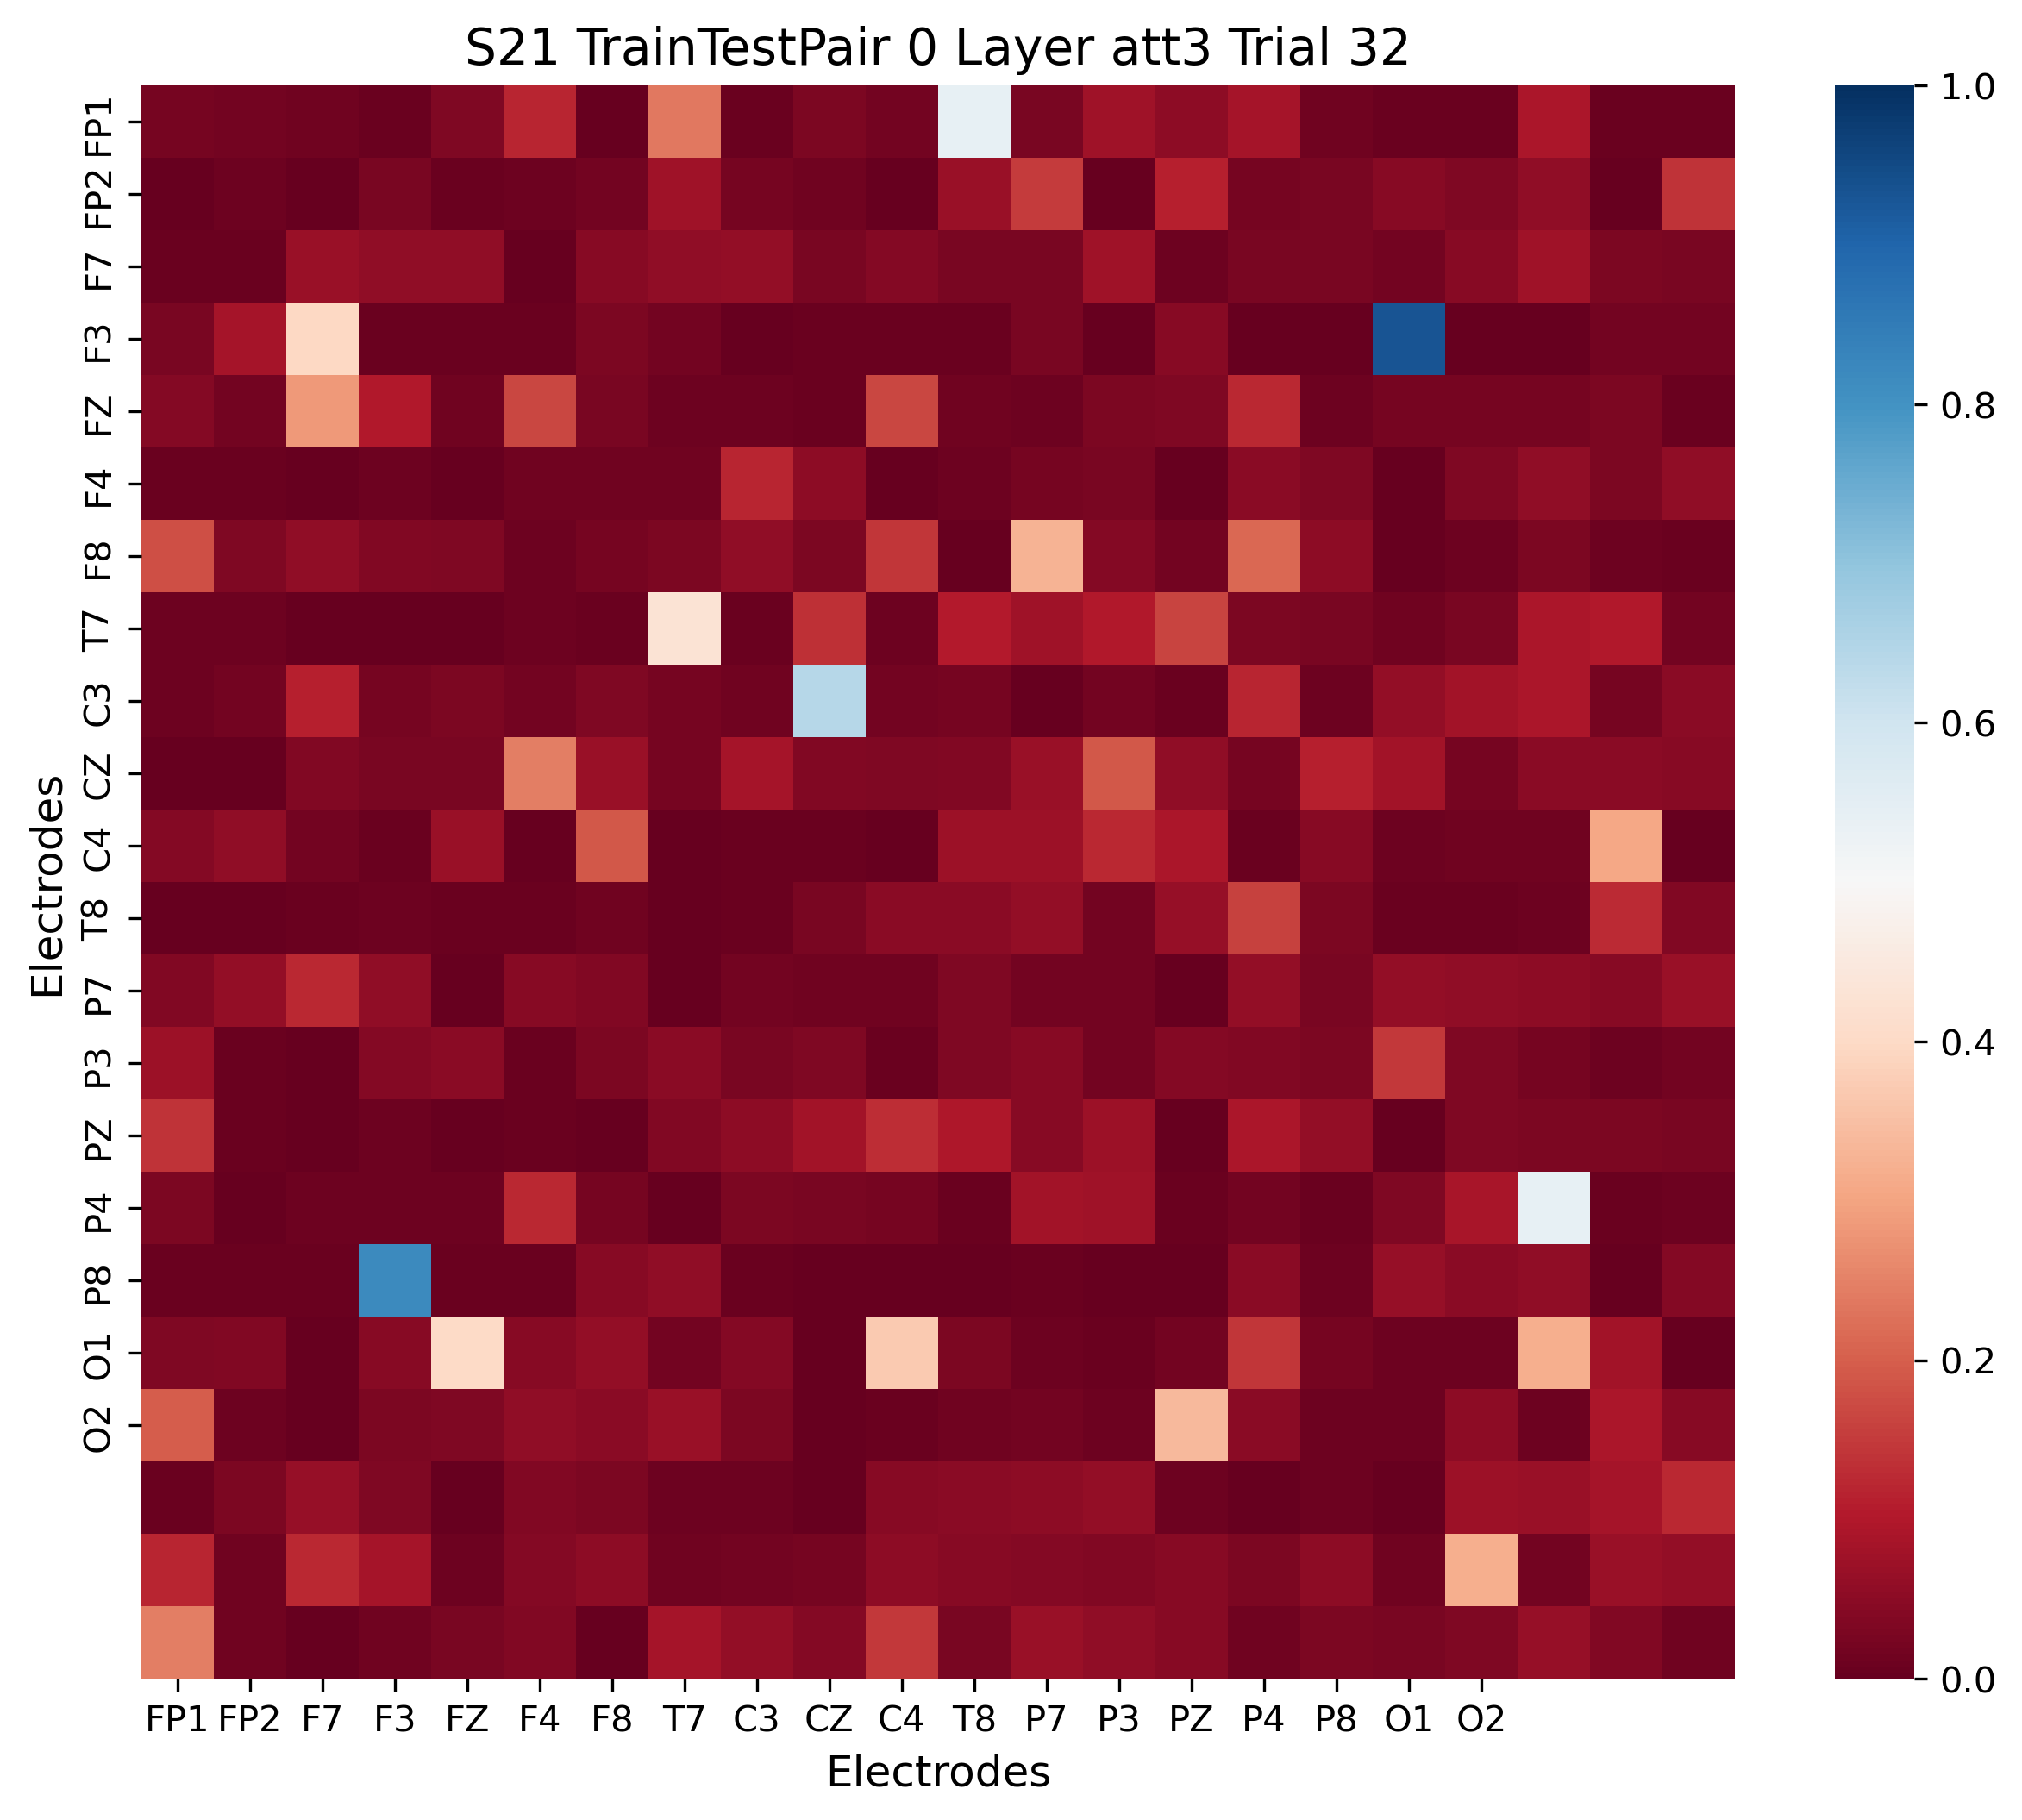 S21 TrainTestPair 0 Layer att3 Trial 32
Electrodes
FP1
FP2
F7
F3
FZ
F4
F8
T7
C3
CZ
C4
T8
P7
P3
PZ
P4
P8
O1
O2
FP1 FP2 F7 F3 FZ F4 F8 T7 C3 CZ C4 T8 P7 P3 PZ P4 P8 O1 O2
Electrodes
1.0
0.8
0.6
0.4
0.2
0.0